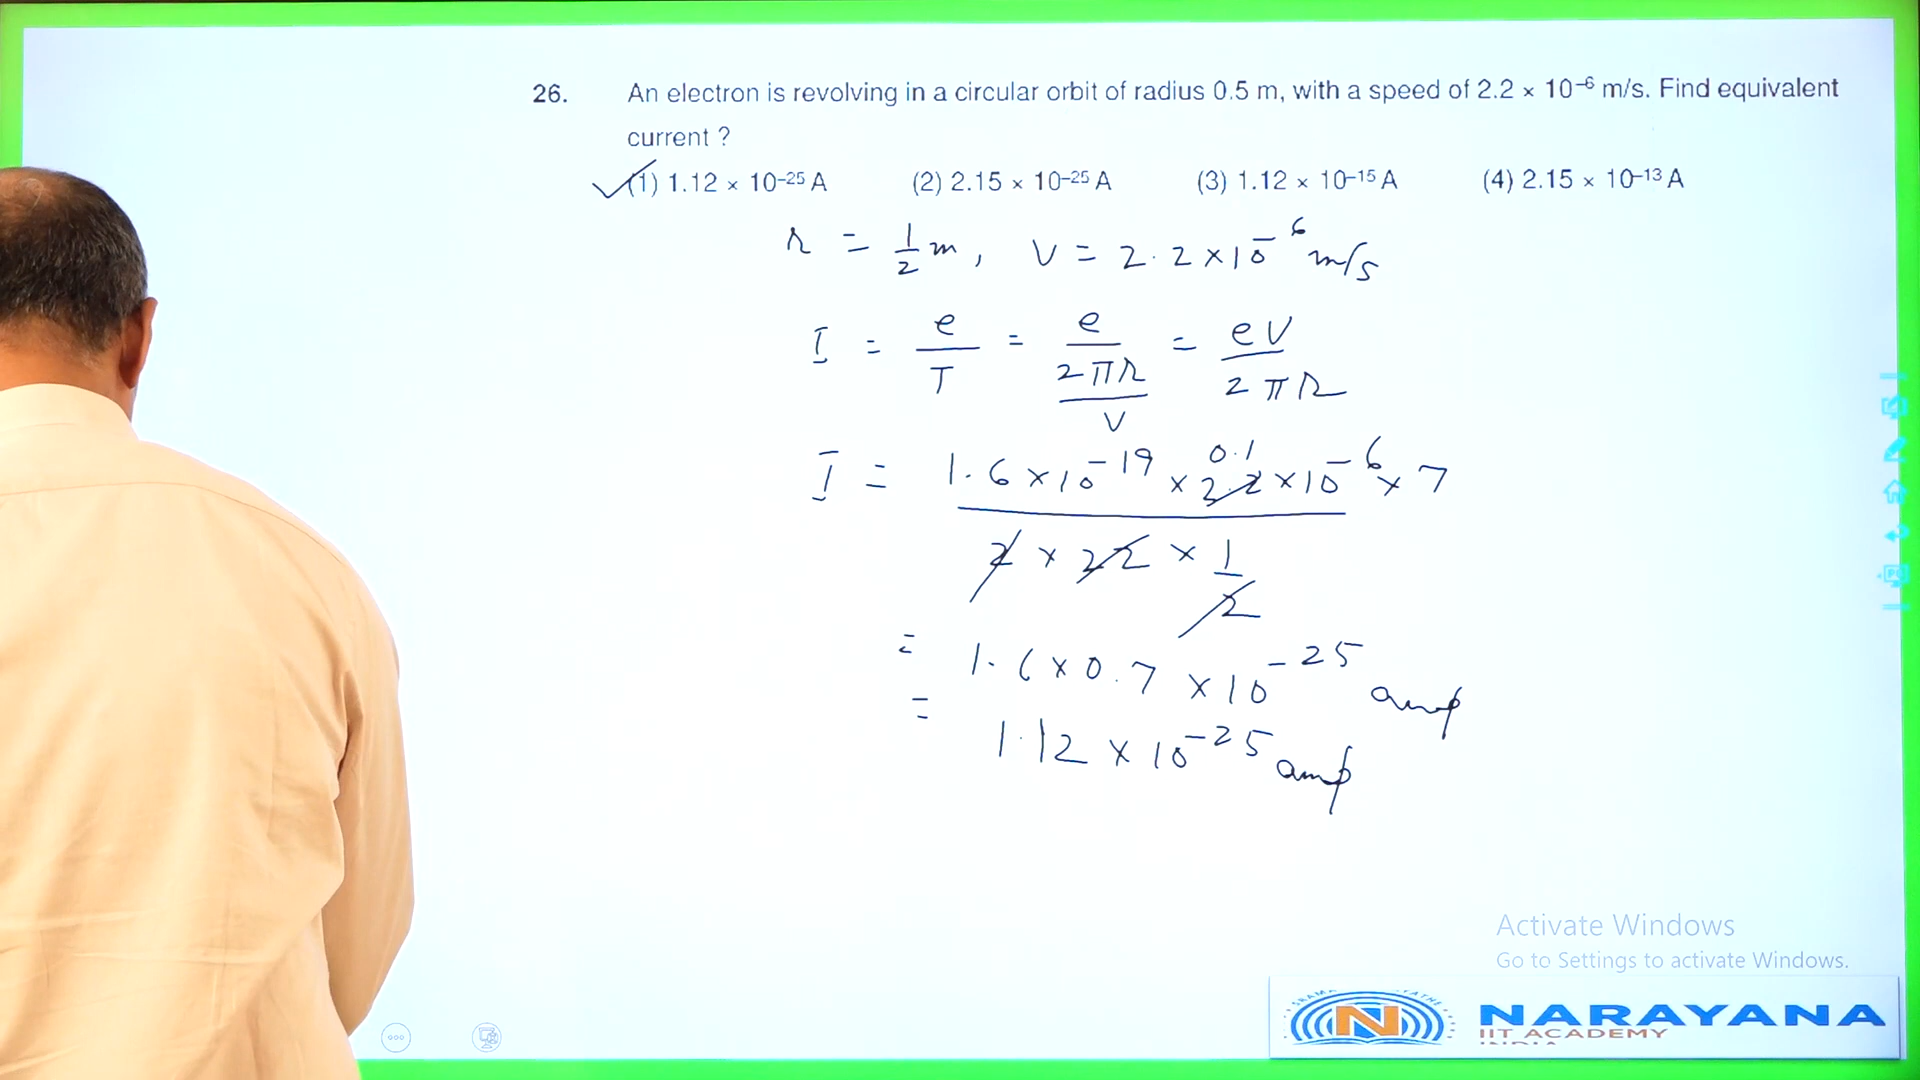 26. An electron is revolving in a circular orbit of radius 0.5 m, with a speed of 2.2 × 10⁻⁶ m/s. Find equivalent
current ?
(1) 1.12 × 10⁻²⁵ A (2) 2.15 × 10⁻²⁵ A (3) 1.12 × 10⁻¹⁵ A (4) 2.15 × 10⁻¹³ A
r = 1/2 m, V = 2.2 × 10⁻⁶ m/s
I = e/T = e/(2πr/V) = eV/2πr
0.1
I = 1.6 × 10⁻¹⁹ × 2.2 × 10⁻⁶ × 7
2 × 22 × 1/2
= 1.6 × 0.7 × 10⁻²⁵ amp
= 1.12 × 10⁻²⁵ amp
Activate Windows
Go to Settings to activate Windows.
NARAYANA
IIT ACADEMY
INDIA